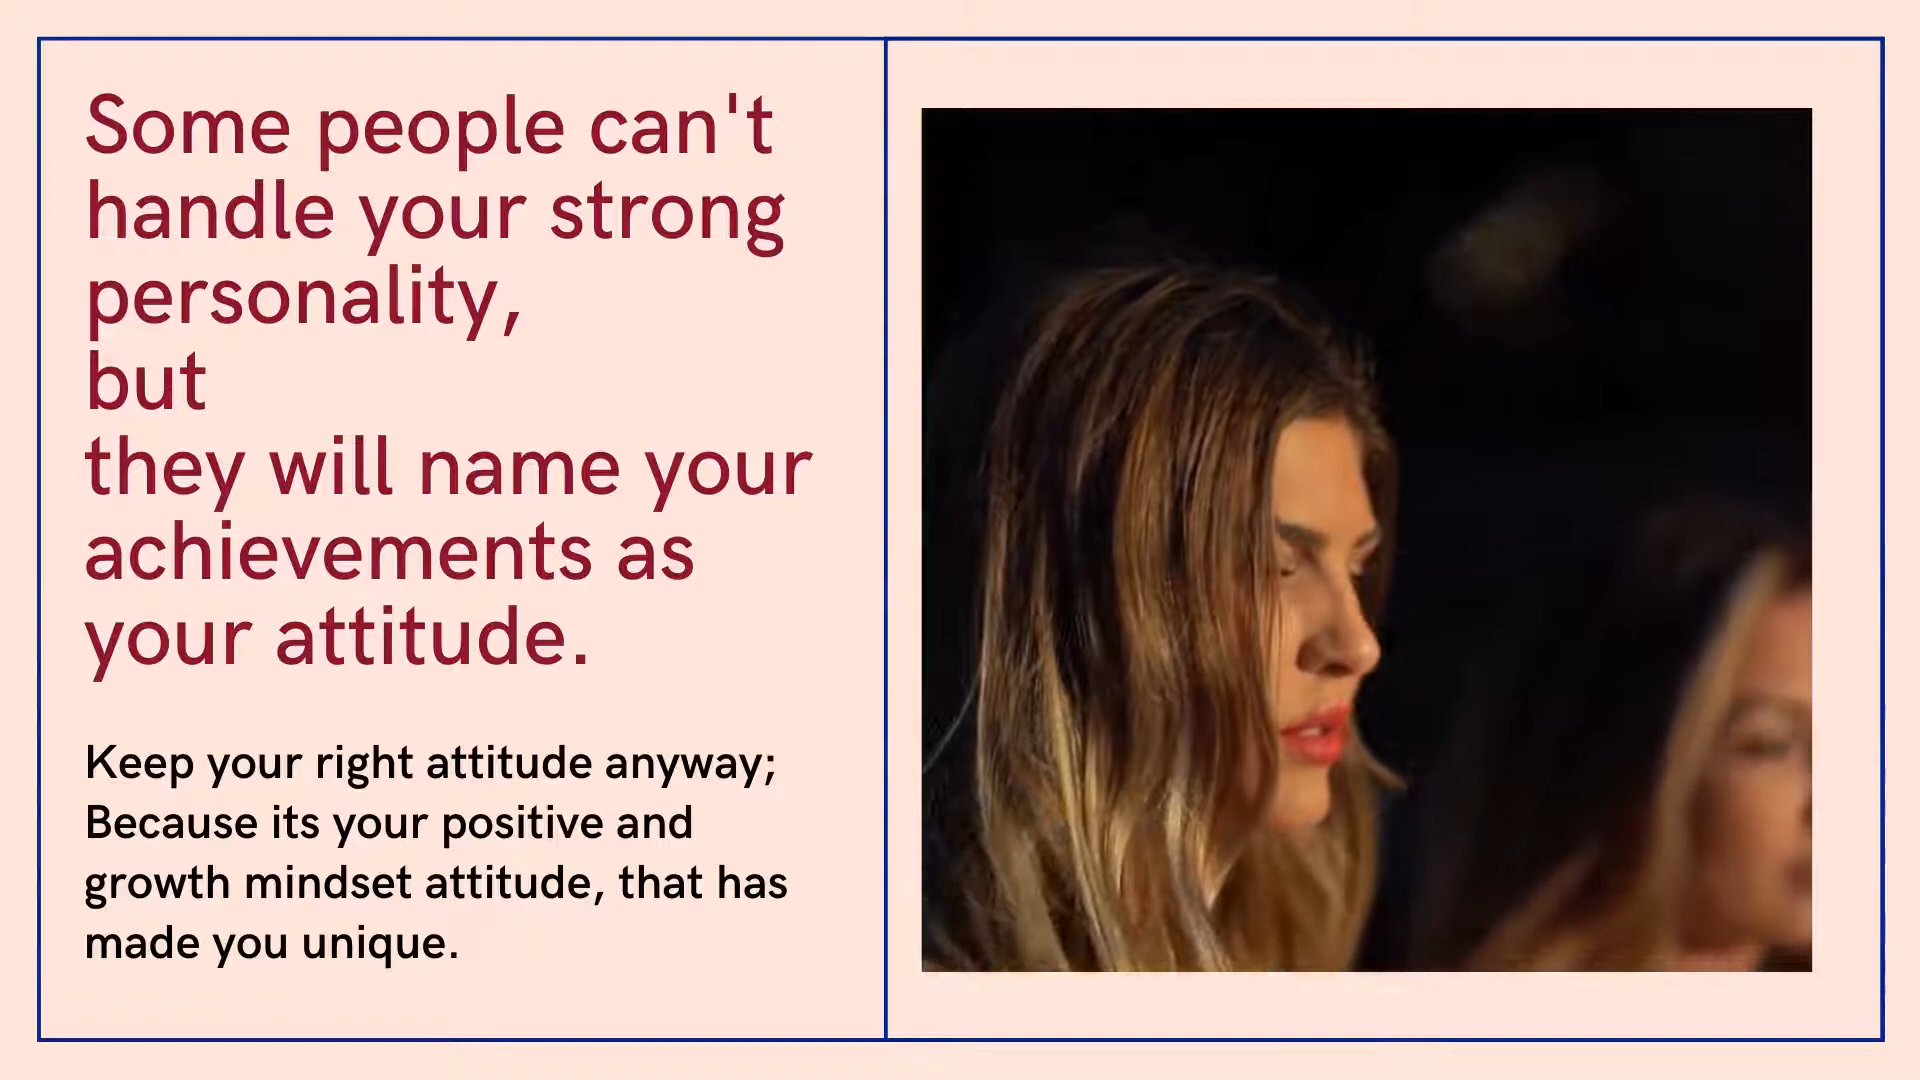 Some people can't
handle your strong
personality,
but
they will name your
achievements as
your attitude.
Keep your right attitude anyway;
Because its your positive and
growth mindset attitude, that has
made you unique.